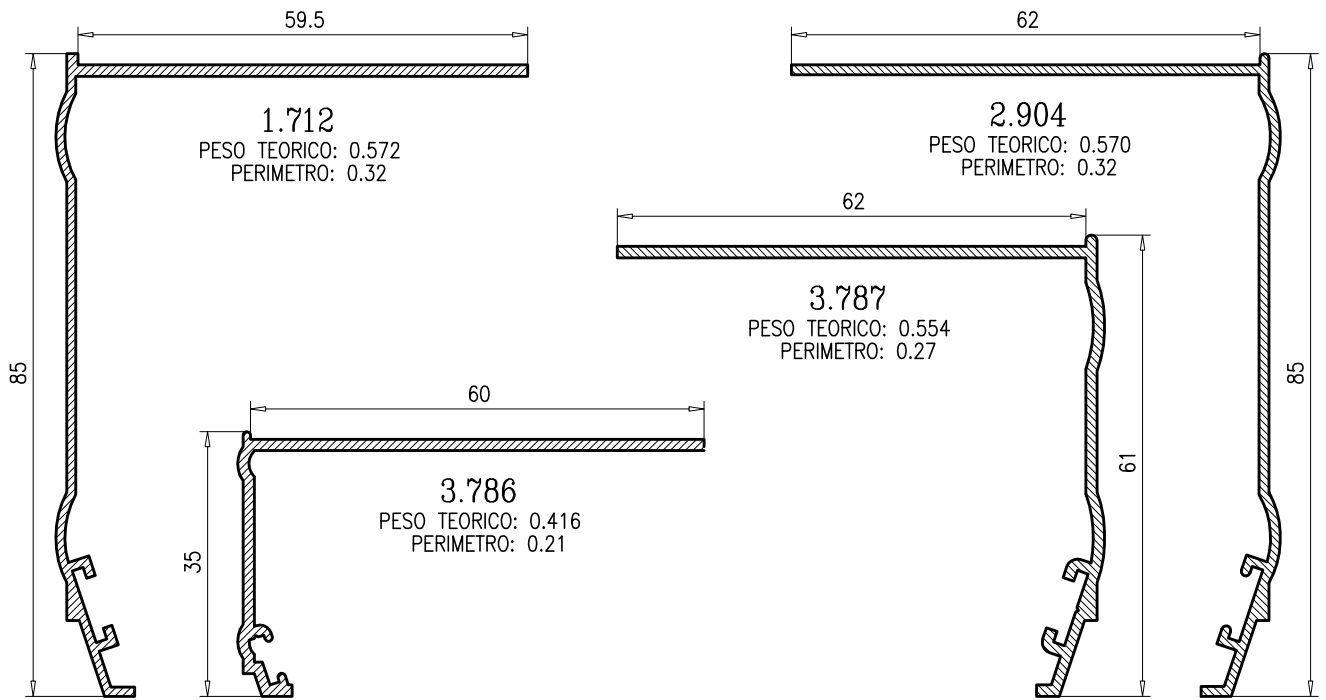 59.5
62
1.712
PESO TEORICO: 0.572
PERIMETRO: 0.32
2.904
PESO TEORICO: 0.570
PERIMETRO: 0.32
62
3.787
PESO TEORICO: 0.554
PERIMETRO: 0.27
85
85
60
61
3.786
PESO TEORICO: 0.416
PERIMETRO: 0.21
35